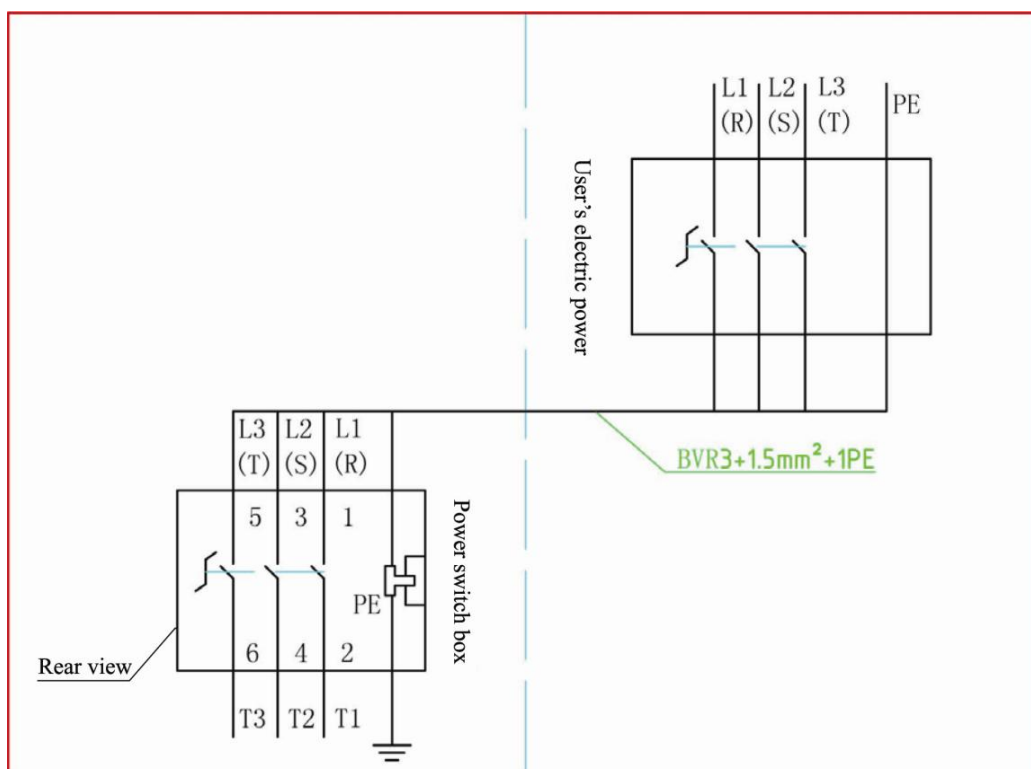 L1 L2 L3 PE
(R) (S) (T)
User's electric power
BVR3+1.5mm²+1PE
L3 L2 L1
(T) (S) (R)
5 3 1
Power switch box
PE
6 4 2
Rear view
T3 T2 T1